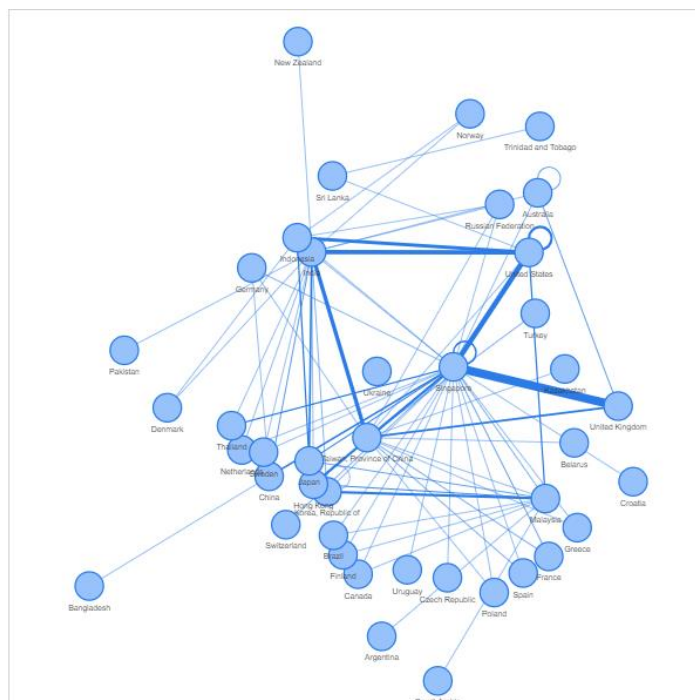 New Zealand
Norway
Trinidad and Tobago
Sri Lanka
Australia
Russian Federation
Indonesia
India
United States
Germany
Turkey
Pakistan
Ukraine
Singapore
Denmark
United Kingdom
Thailand
Taiwan, Province of China
Belarus
Netherlands
Sweden
China
Japan
Croatia
Hong Kong
Korea, Republic of
Malaysia
Switzerland
Greece
Brazil
Finland
France
Canada
Uruguay
Czech Republic
Spain
Bangladesh
Poland
Argentina